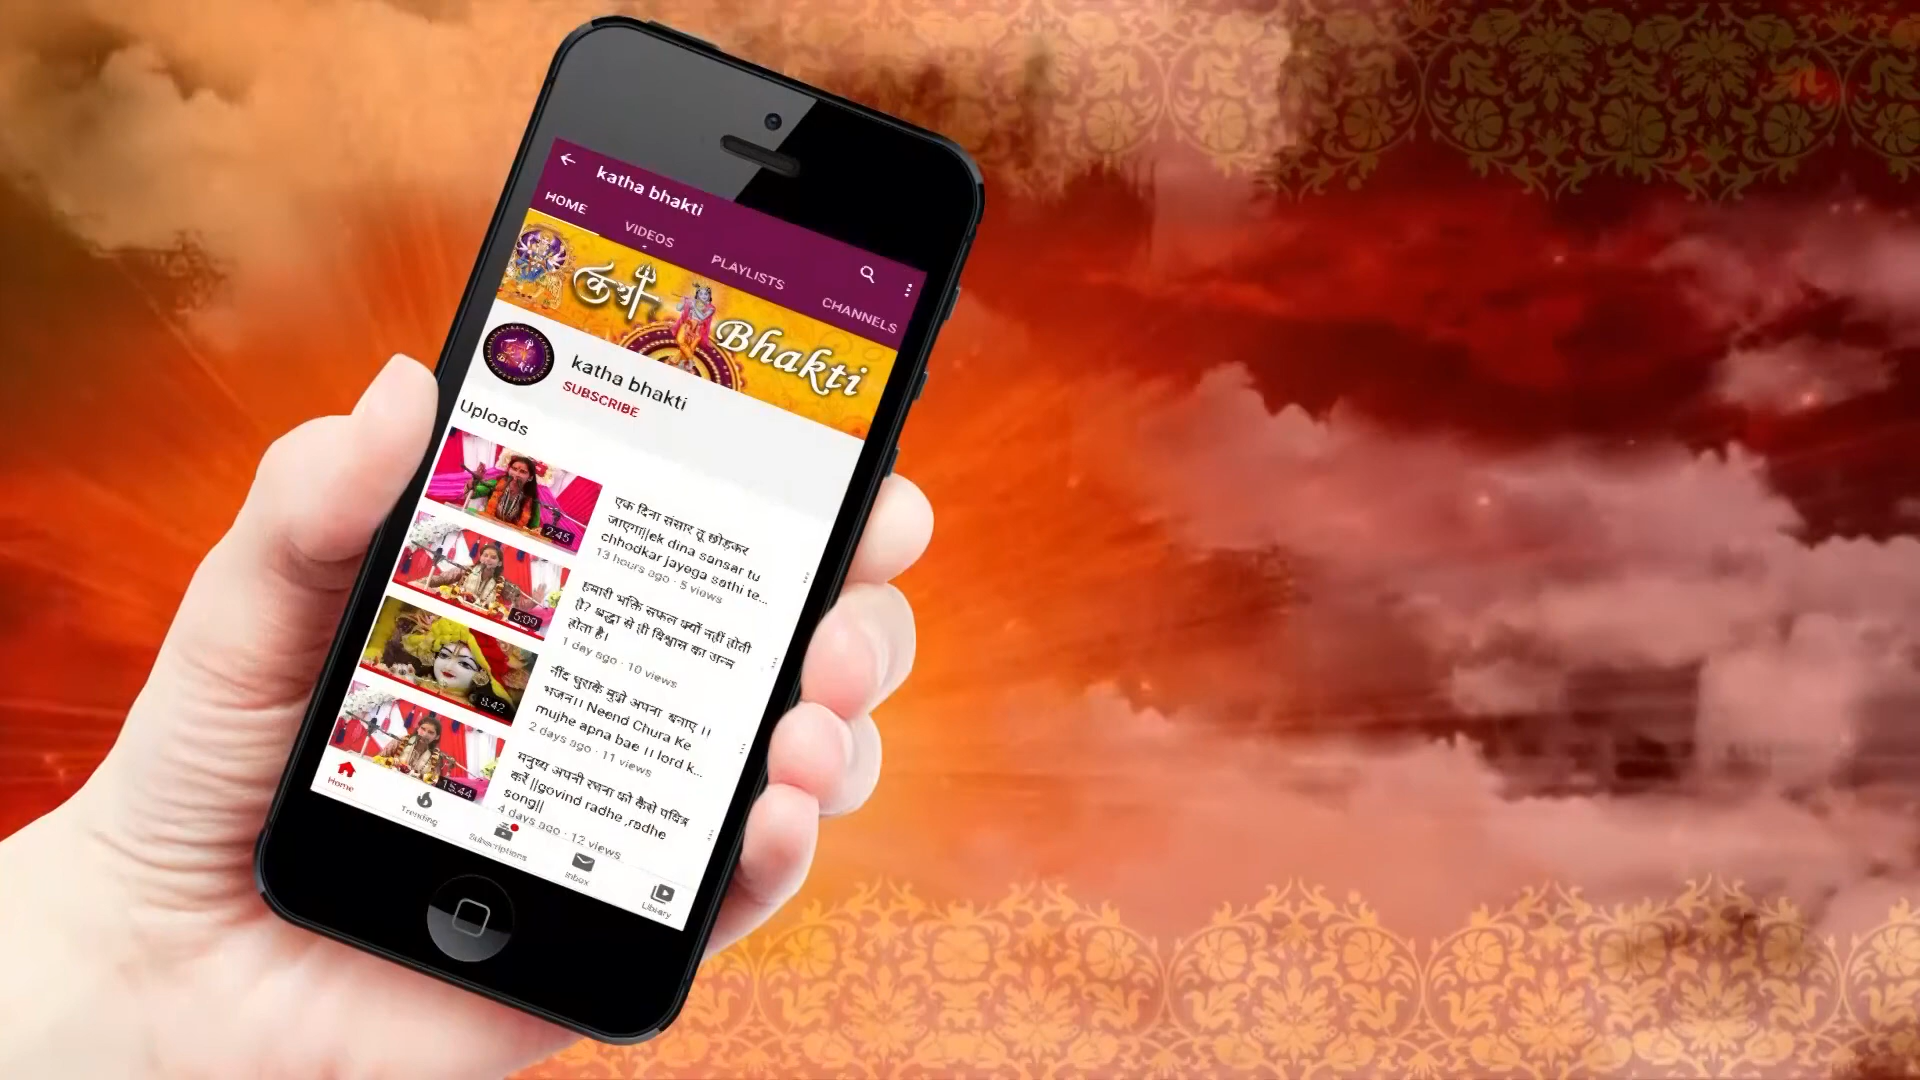 katha bhakti
HOME
VIDEOS
PLAYLISTS
CHANNELS
कथा
Bhakti
katha bhakti
SUBSCRIBE
Uploads
2:45
एक दिना संसार तू छोड़कर
जाएगा||ek dina sansar tu
chhodkar jayega sathi te...
13 hours ago · 5 views
6:09
हमारी भक्ति सफल क्यों नहीं होती
है? श्रद्धा से ही विश्वास का जन्म
होता है।
1 day ago · 10 views
8:42
नींद चुराके मुझे अपना बनाए ।।
भजन।। Neend Chura Ke
mujhe apna bae ।। lord k...
2 days ago · 11 views
15:44
मनुष्य अपनी रचना को कैसे पवित्र
करें ||govind radhe ,radhe
song||
4 days ago · 12 views
Home
Trending
Subscriptions
Inbox
Library